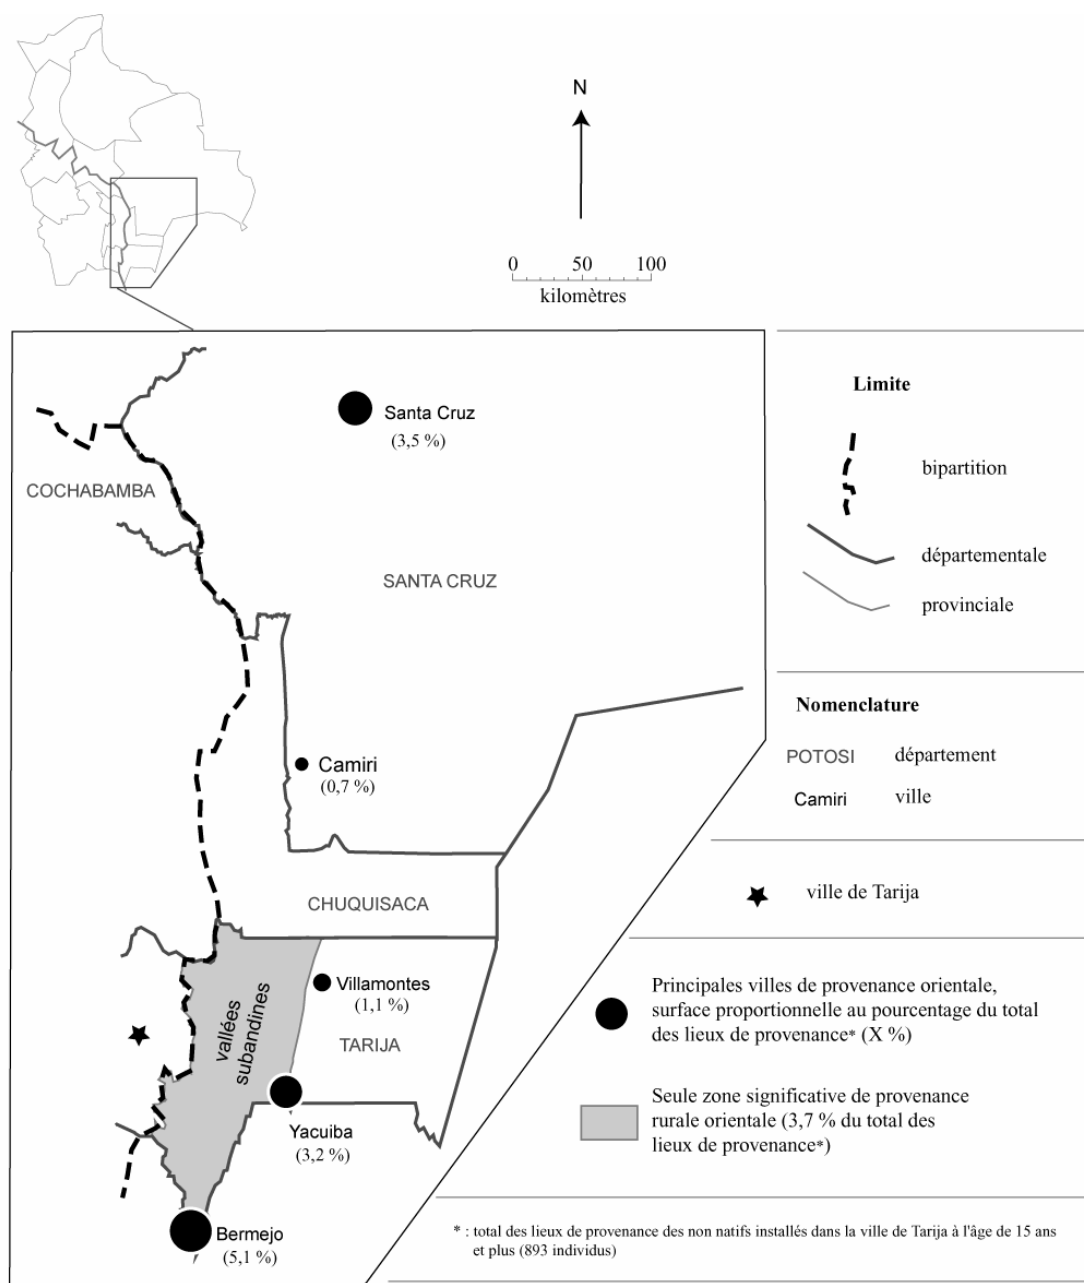 N
0 50 100
kilomètres
Santa Cruz
(3,5 %)
COCHABAMBA
SANTA CRUZ
Camiri
(0,7 %)
CHUQUISACA
Villamontes
(1,1 %)
vallées
subandines
TARIJA
Yacuiba
(3,2 %)
Bermejo
(5,1 %)
Limite
bipartition
départementale
provinciale
Nomenclature
POTOSI département
Camiri ville
ville de Tarija
Principales villes de provenance orientale,
surface proportionnelle au pourcentage du total
des lieux de provenance* (X %)
Seule zone significative de provenance
rurale orientale (3,7 % du total des
lieux de provenance*)
* : total des lieux de provenance des non natifs installés dans la ville de Tarija à l'âge de 15 ans
et plus (893 individus)